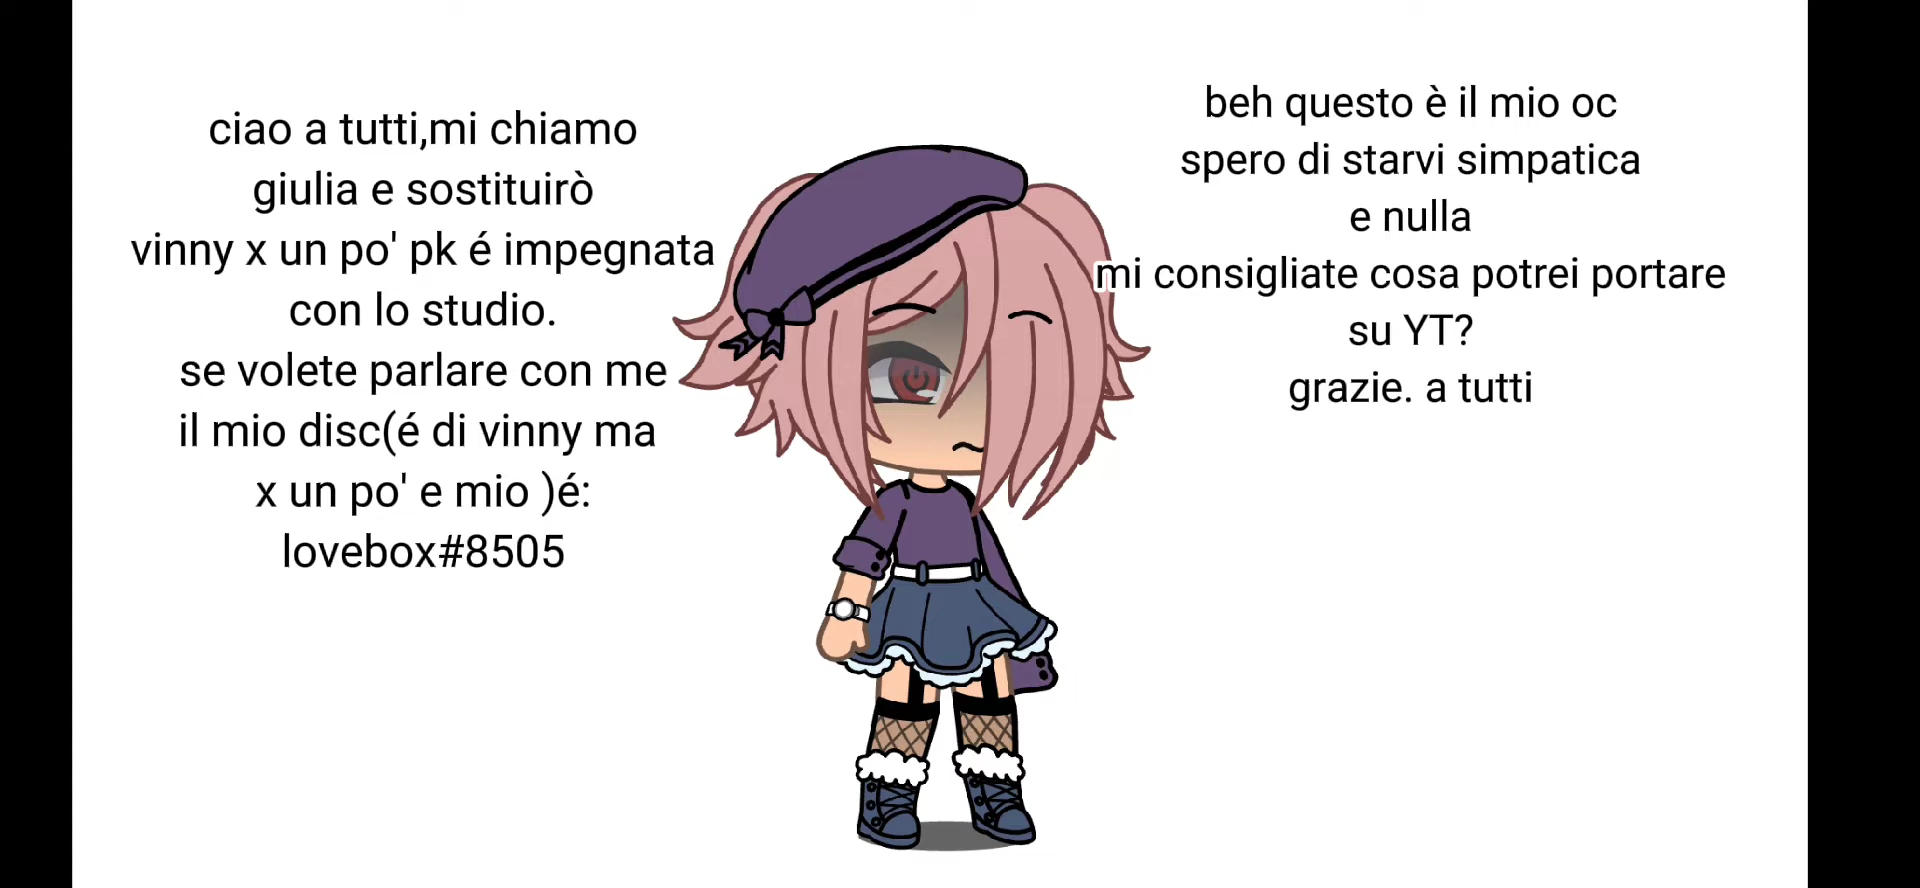 ciao a tutti,mi chiamo
giulia e sostituirò
vinny x un po' pk é impegnata
con lo studio.
se volete parlare con me
il mio disc(é di vinny ma
x un po' e mio )é:
lovebox#8505
beh questo è il mio oc
spero di starvi simpatica
e nulla
mi consigliate cosa potrei portare
su YT?
grazie. a tutti